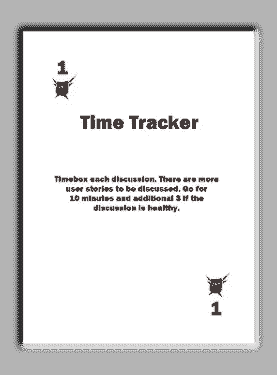 1
Time Tracker
Timebox each discussion. There are more
user stories to be discussed. Go for
10 minutes and additional 3 if the
discussion is healthy.
1